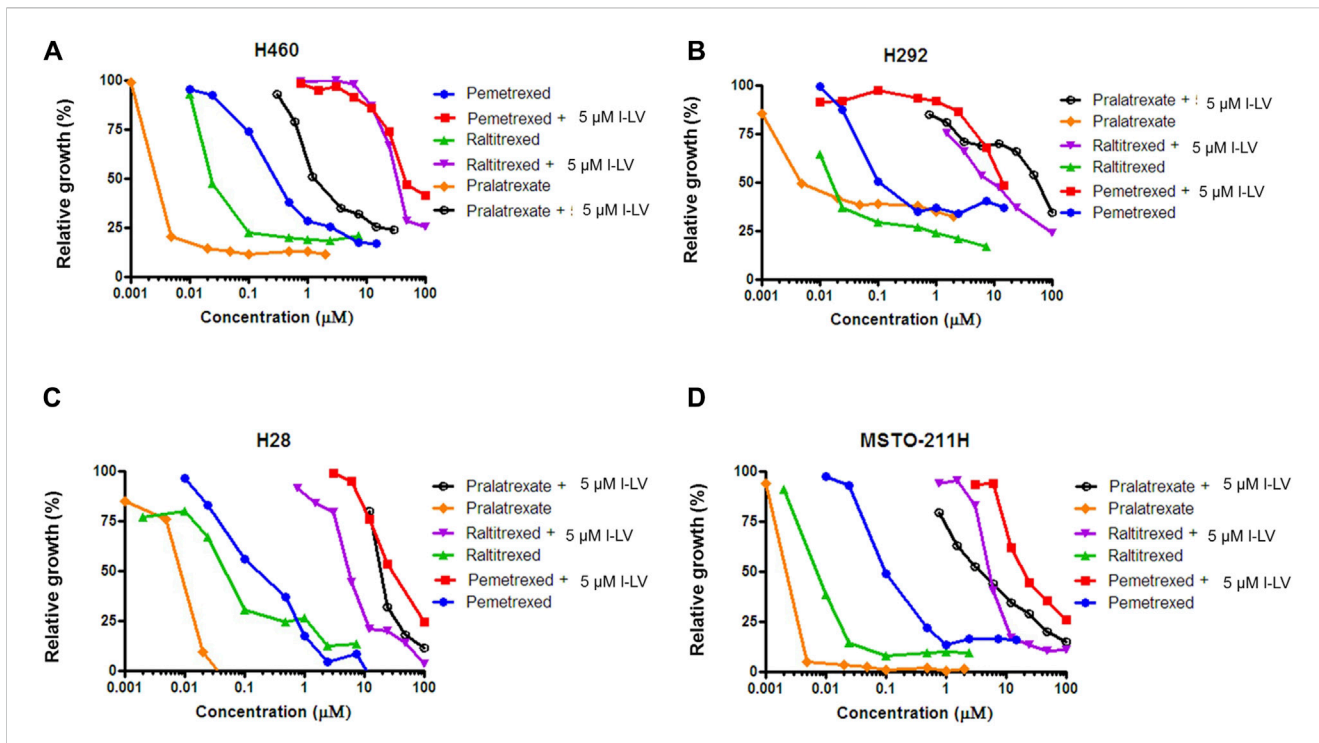 A
H460
Relative growth (%)
100
75
50
25
0
0.001
0.01
0.1
1
10
100
Concentration (µM)
Pemetrexed
Pemetrexed + 5 µM l-LV
Raltitrexed
Raltitrexed + 5 µM l-LV
Pralatrexate
Pralatrexate + 5 µM l-LV
B
H292
Relative growth (%)
100
75
50
25
0
0.001
0.01
0.1
1
10
100
Concentration (µM)
Pralatrexate + 5 µM l-LV
Pralatrexate
Raltitrexed + 5 µM l-LV
Raltitrexed
Pemetrexed + 5 µM l-LV
Pemetrexed
C
H28
Relative growth (%)
100
75
50
25
0
0.001
0.01
0.1
1
10
100
Concentration (µM)
Pralatrexate + 5 µM l-LV
Pralatrexate
Raltitrexed + 5 µM l-LV
Raltitrexed
Pemetrexed + 5 µM l-LV
Pemetrexed
D
MSTO-211H
Relative growth (%)
100
75
50
25
0
0.001
0.01
0.1
1
10
100
Concentration (µM)
Pralatrexate + 5 µM l-LV
Pralatrexate
Raltitrexed + 5 µM l-LV
Raltitrexed
Pemetrexed + 5 µM l-LV
Pemetrexed